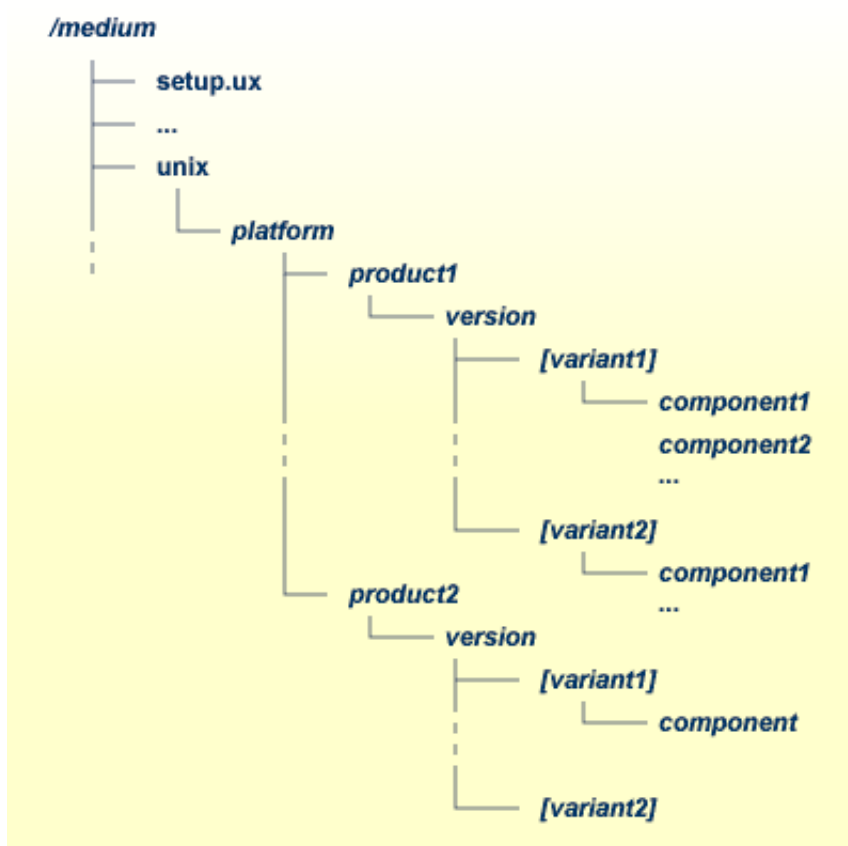 /medium
setup.ux
...
unix
platform
product1
version
[variant1]
component1
component2
...
[variant2]
component1
...
product2
version
[variant1]
component
[variant2]